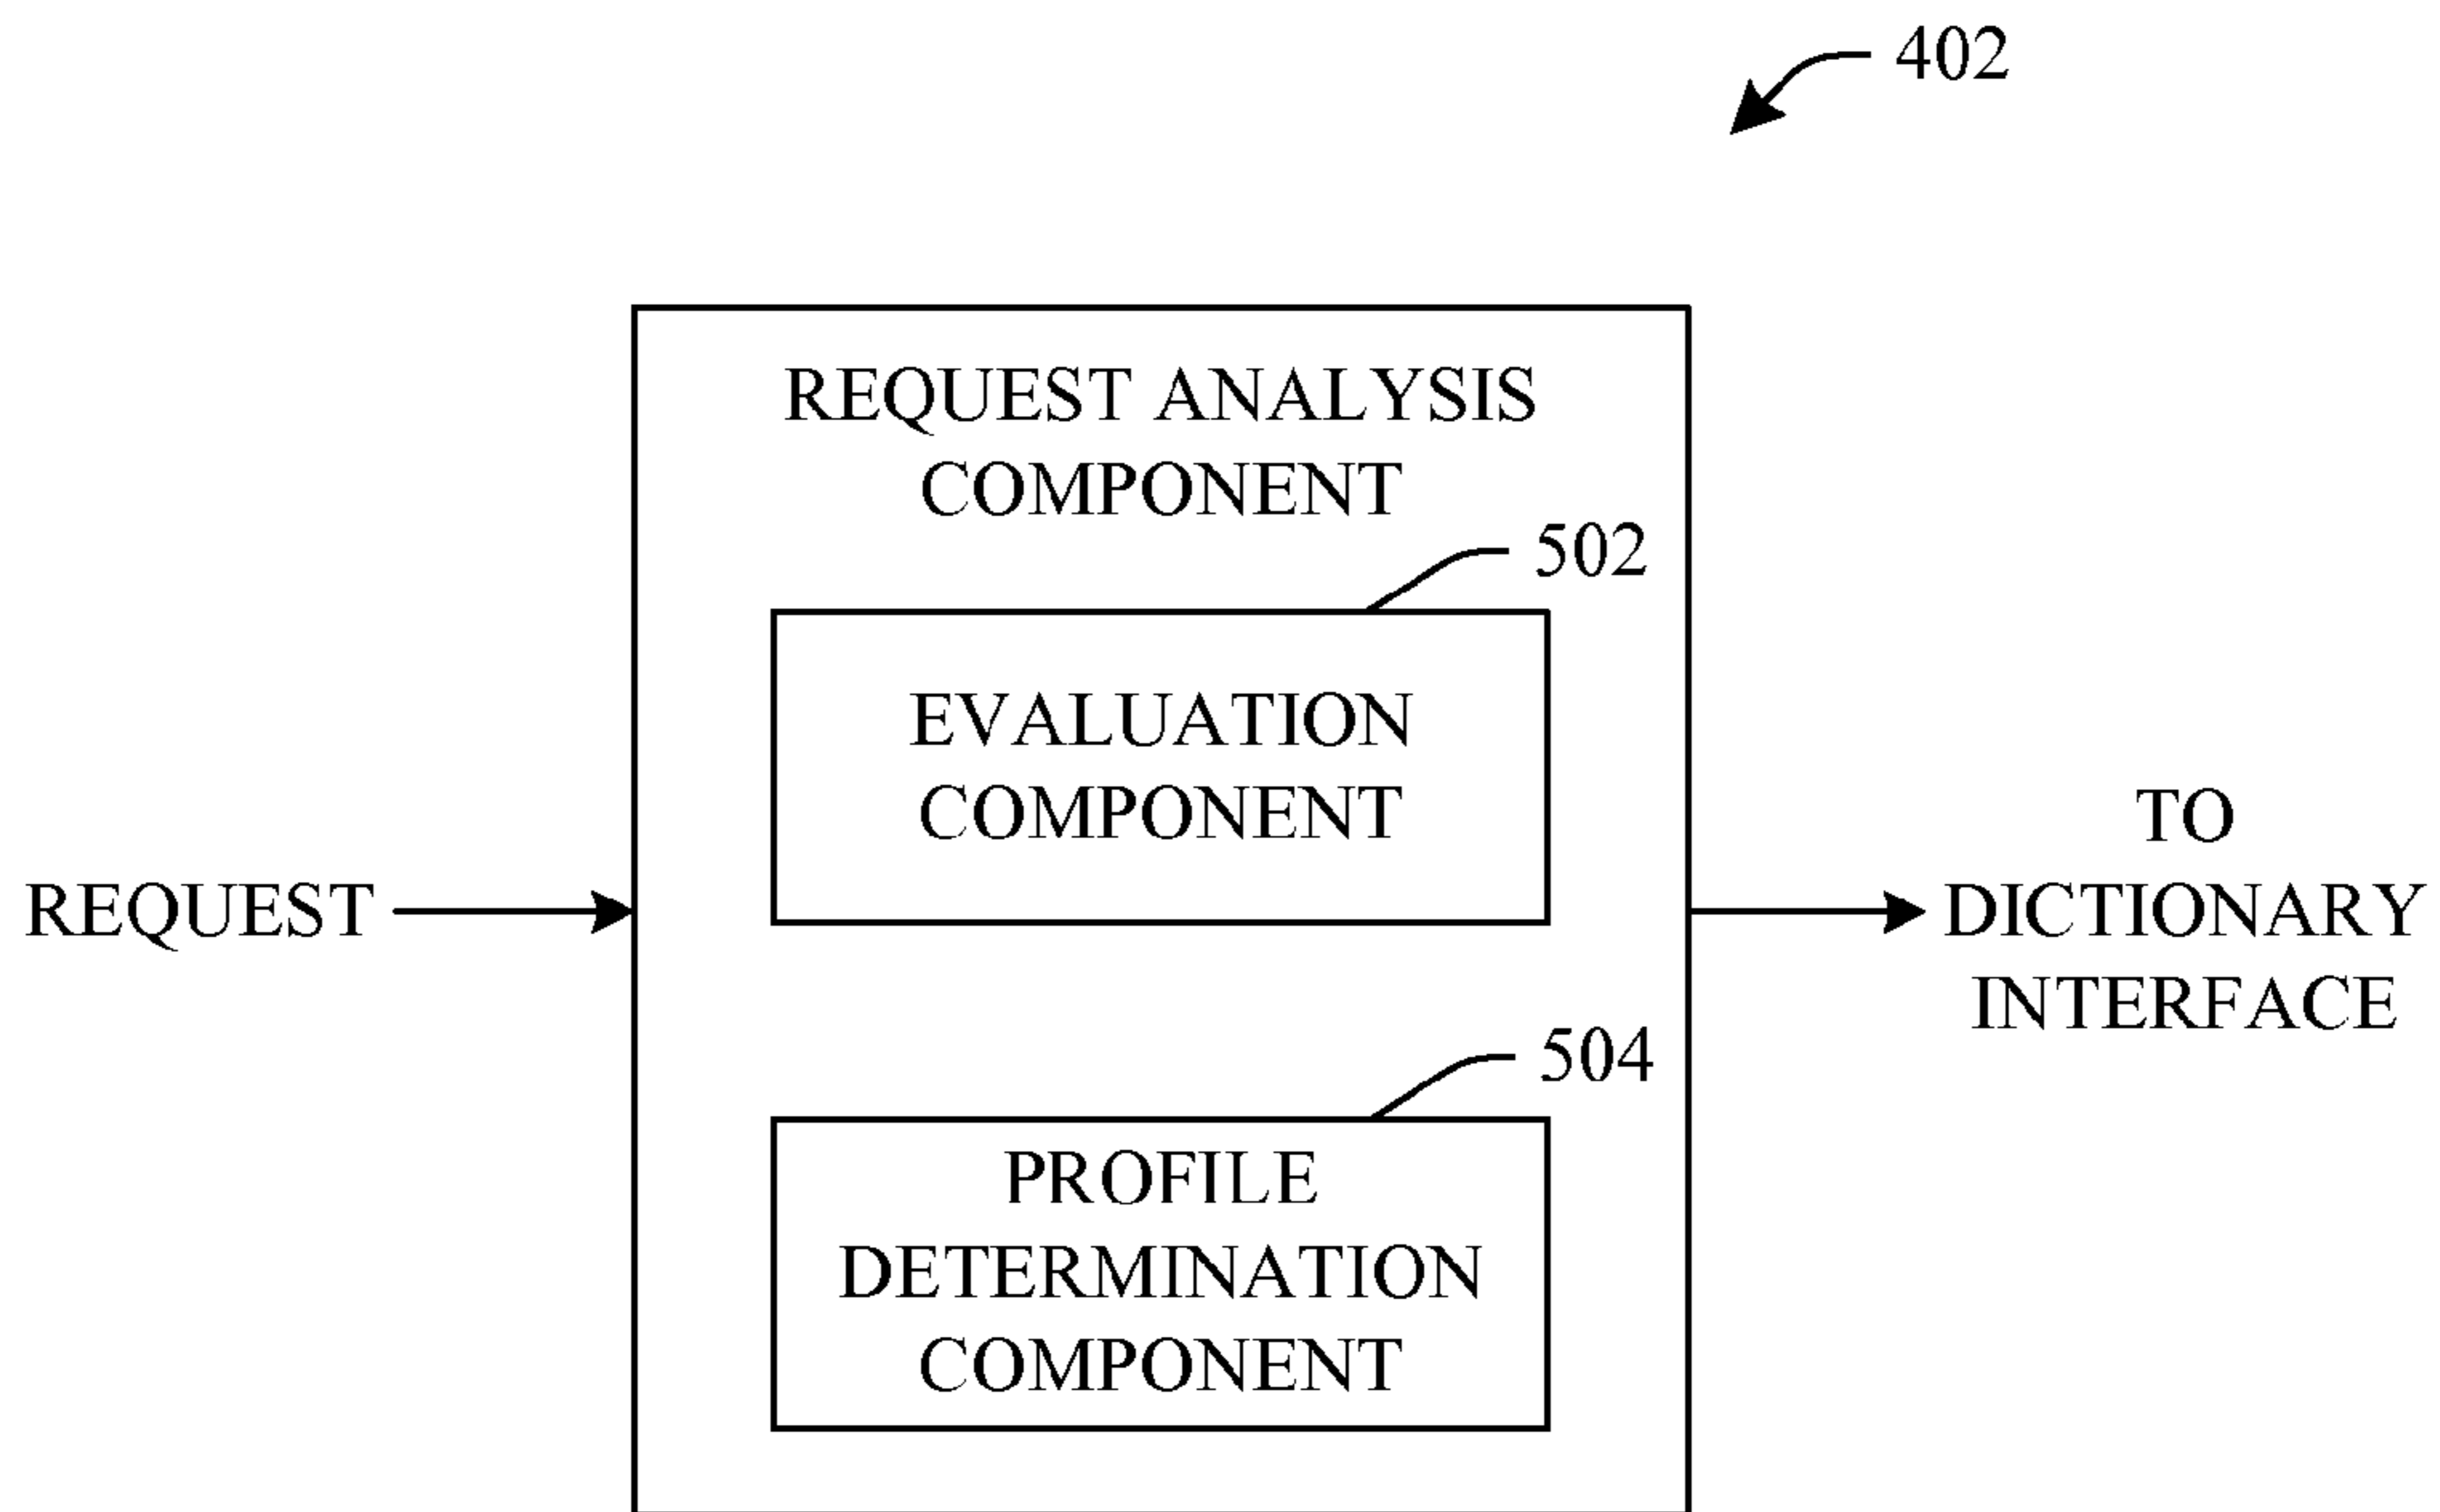 402
REQUEST ANALYSIS
COMPONENT
502
EVALUATION
COMPONENT
REQUEST
TO
DICTIONARY
INTERFACE
504
PROFILE
DETERMINATION
COMPONENT